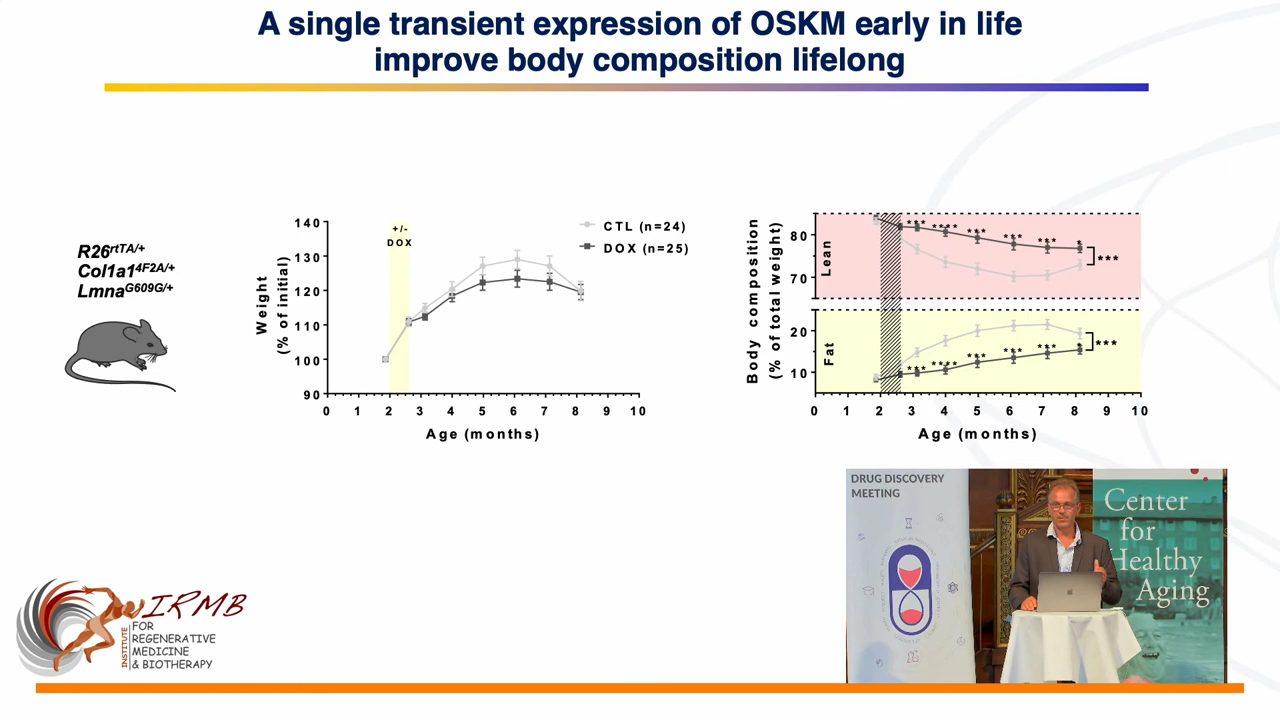 A single transient expression of OSKM early in life
improve body composition lifelong
R26rtTA/+
Col1a14F2A/+
LmnaG609G/+
Weight
(% of initial)
140
130
120
110
100
90
+/-
DOX
CTL (n=24)
DOX (n=25)
0 1 2 3 4 5 6 7 8 9 10
Age (months)
Body composition
(% of total weight)
Lean
80
70
*** **** *** *** *** *
***
Fat
20
10
*** **** *** *** *** *
***
0 1 2 3 4 5 6 7 8 9 10
Age (months)
DRUG DISCOVERY
MEETING
Center
for
Healthy
Aging
IRMB
INSTITUTE
FOR
REGENERATIVE
MEDICINE
& BIOTHERAPY